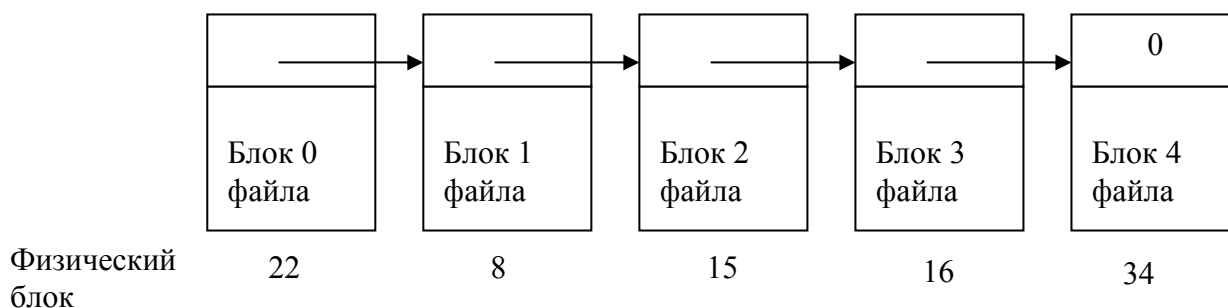 0
Блок 0
файла
Блок 1
файла
Блок 2
файла
Блок 3
файла
Блок 4
файла
Физический
блок
22
8
15
16
34